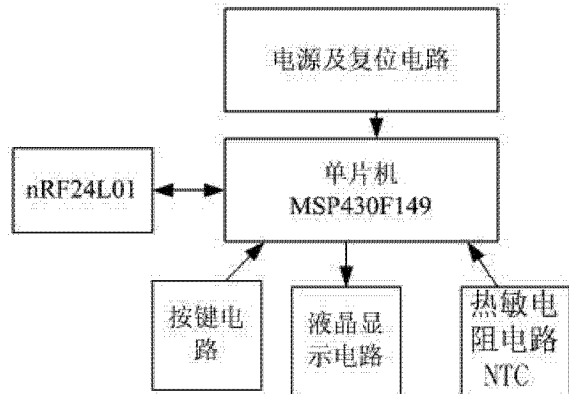 电源及复位电路
nRF24L01
单片机
MSP430F149
按键电
路
液晶显
示电路
热敏电
阻电路
NTC